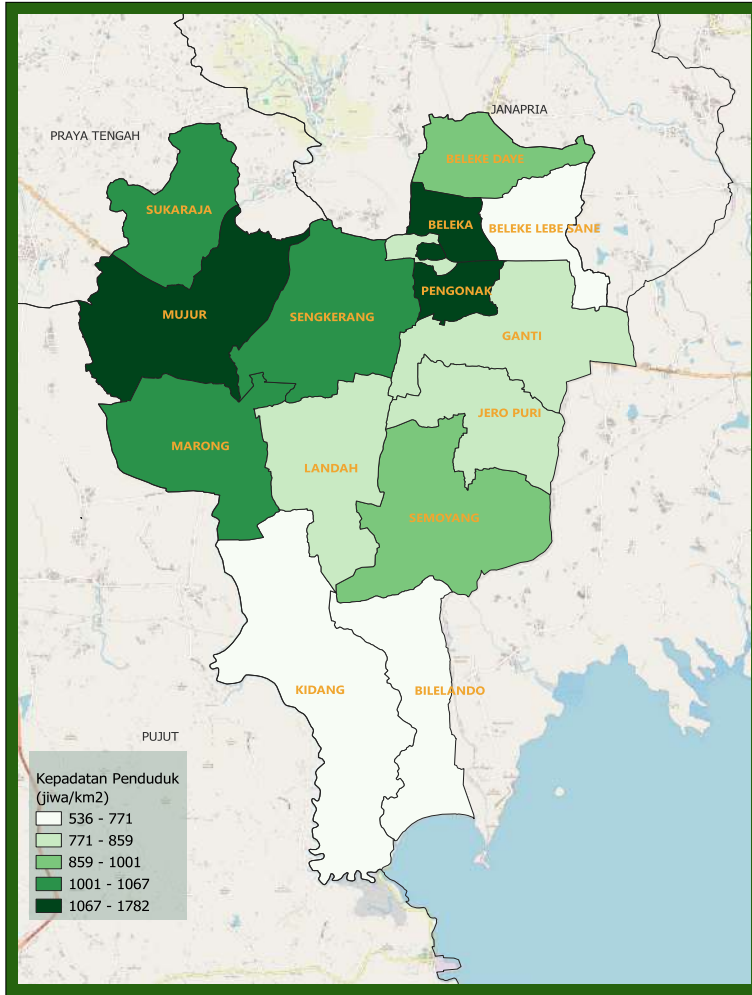 JANAPRIA
PRAYA TENGAH
BELEKE DAYE
SUKARAJA
BELEKA
BELEKE LEBE SANE
PENGONAK
MUJUR
SENGKERANG
GANTI
JERO PURI
MARONG
LANDAH
SEMOYANG
KIDANG
BILELANDO
PUJUT
Kepadatan Penduduk
(jiwa/km2)
536 - 771
771 - 859
859 - 1001
1001 - 1067
1067 - 1782